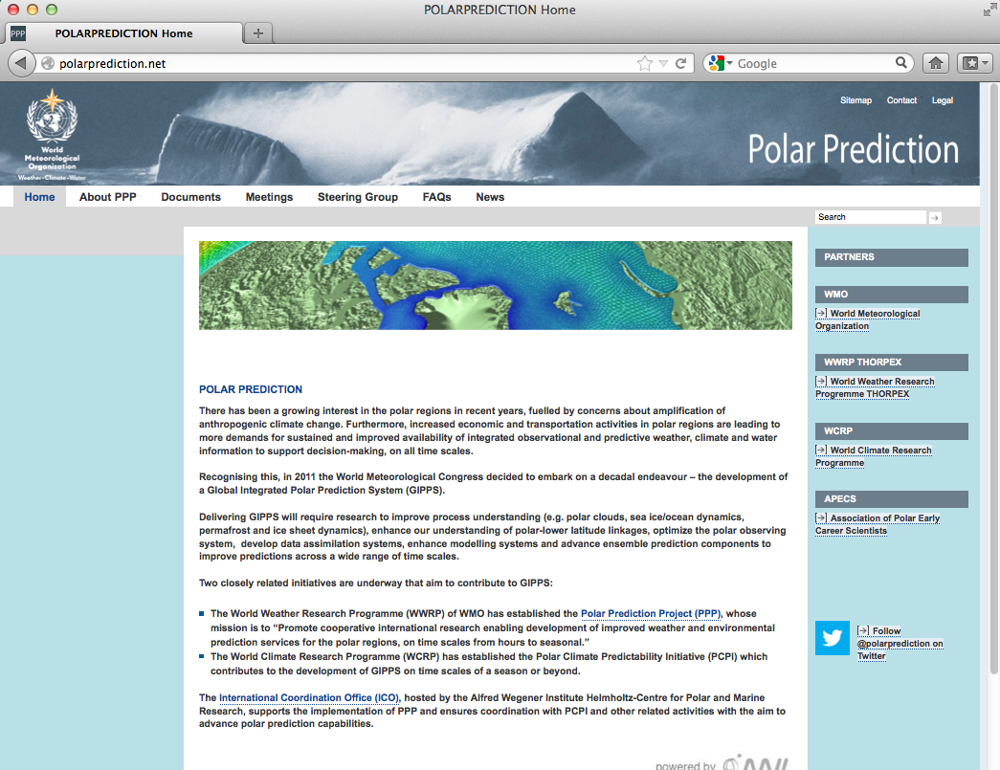 POLARPREDICTION Home
PPP
POLARPREDICTION Home
polarprediction.net
Google
Sitemap
Contact
Legal
World
Meteorological
Organisation
Weather - Climate - Water
Polar Prediction
Home
About PPP
Documents
Meetings
Steering Group
FAQs
News
Search
POLAR PREDICTION
There has been a growing interest in the polar regions in recent years, fuelled by concerns about amplification of
anthropogenic climate change. Furthermore, increased economic and transportation activities in polar regions are leading to
more demands for sustained and improved availability of integrated observational and predictive weather, climate and water
information to support decision-making, on all time scales.
Recognising this, in 2011 the World Meteorological Congress decided to embark on a decadal endeavour – the development of
a Global Integrated Polar Prediction System (GIPPS).
Delivering GIPPS will require research to improve process understanding (e.g. polar clouds, sea ice/ocean dynamics,
permafrost and ice sheet dynamics), enhance our understanding of polar-lower latitude linkages, optimize the polar observing
system, develop data assimilation systems, enhance modelling systems and advance ensemble prediction components to
improve predictions across a wide range of time scales.
Two closely related initiatives are underway that aim to contribute to GIPPS:
The World Weather Research Programme (WWRP) of WMO has established the Polar Prediction Project (PPP), whose
mission is to “Promote cooperative international research enabling development of improved weather and environmental
prediction services for the polar regions, on time scales from hours to seasonal.”
The World Climate Research Programme (WCRP) has established the Polar Climate Predictability Initiative (PCPI) which
contributes to the development of GIPPS on time scales of a season or beyond.
The International Coordination Office (ICO), hosted by the Alfred Wegener Institute Helmholtz-Centre for Polar and Marine
Research, supports the implementation of PPP and ensures coordination with PCPI and other related activities with the aim to
advance polar prediction capabilities.
powered by AWI
PARTNERS
WMO
World Meteorological
Organization
WWRP THORPEX
World Weather Research
Programme THORPEX
WCRP
World Climate Research
Programme
APECS
Association of Polar Early
Career Scientists
Follow
@polarprediction on
Twitter